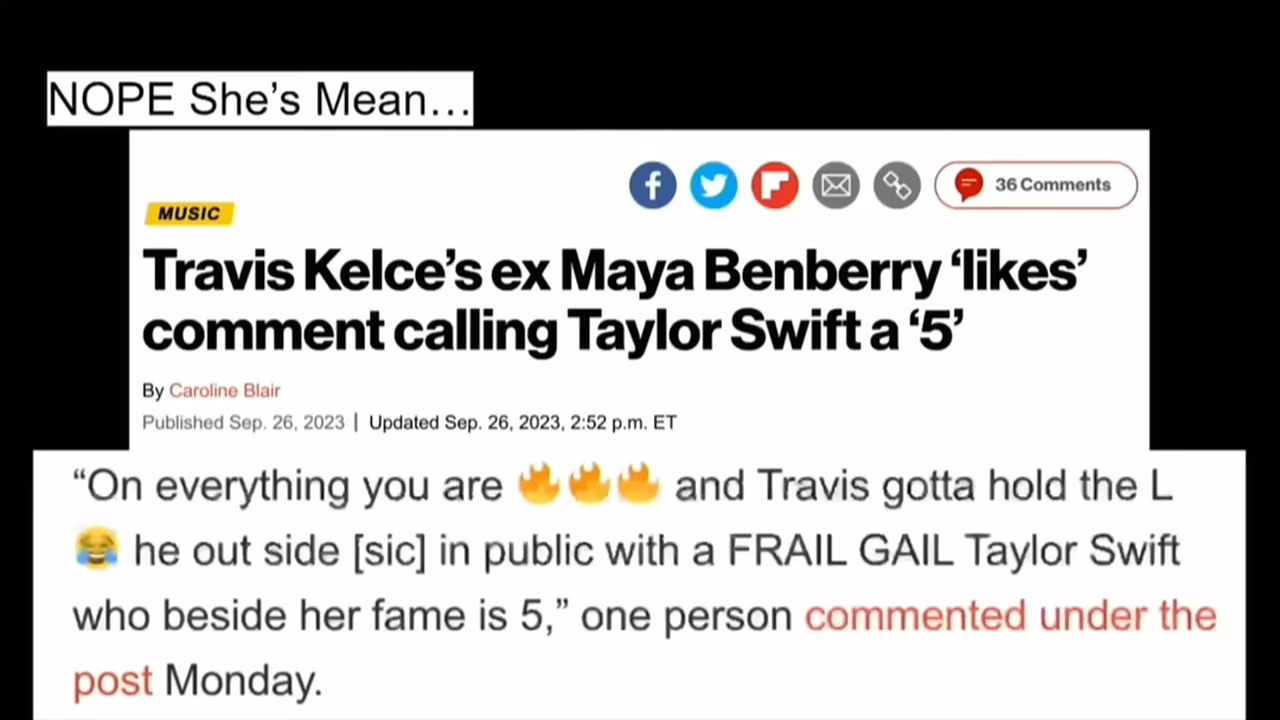 NOPE She’s Mean…
36 Comments
MUSIC
Travis Kelce’s ex Maya Benberry ‘likes’
comment calling Taylor Swift a ‘5’
By Caroline Blair
Published Sep. 26, 2023 | Updated Sep. 26, 2023, 2:52 p.m. ET
“On everything you are 🔥🔥🔥 and Travis gotta hold the L
😂 he out side [sic] in public with a FRAIL GAIL Taylor Swift
who beside her fame is 5,” one person commented under the
post Monday.